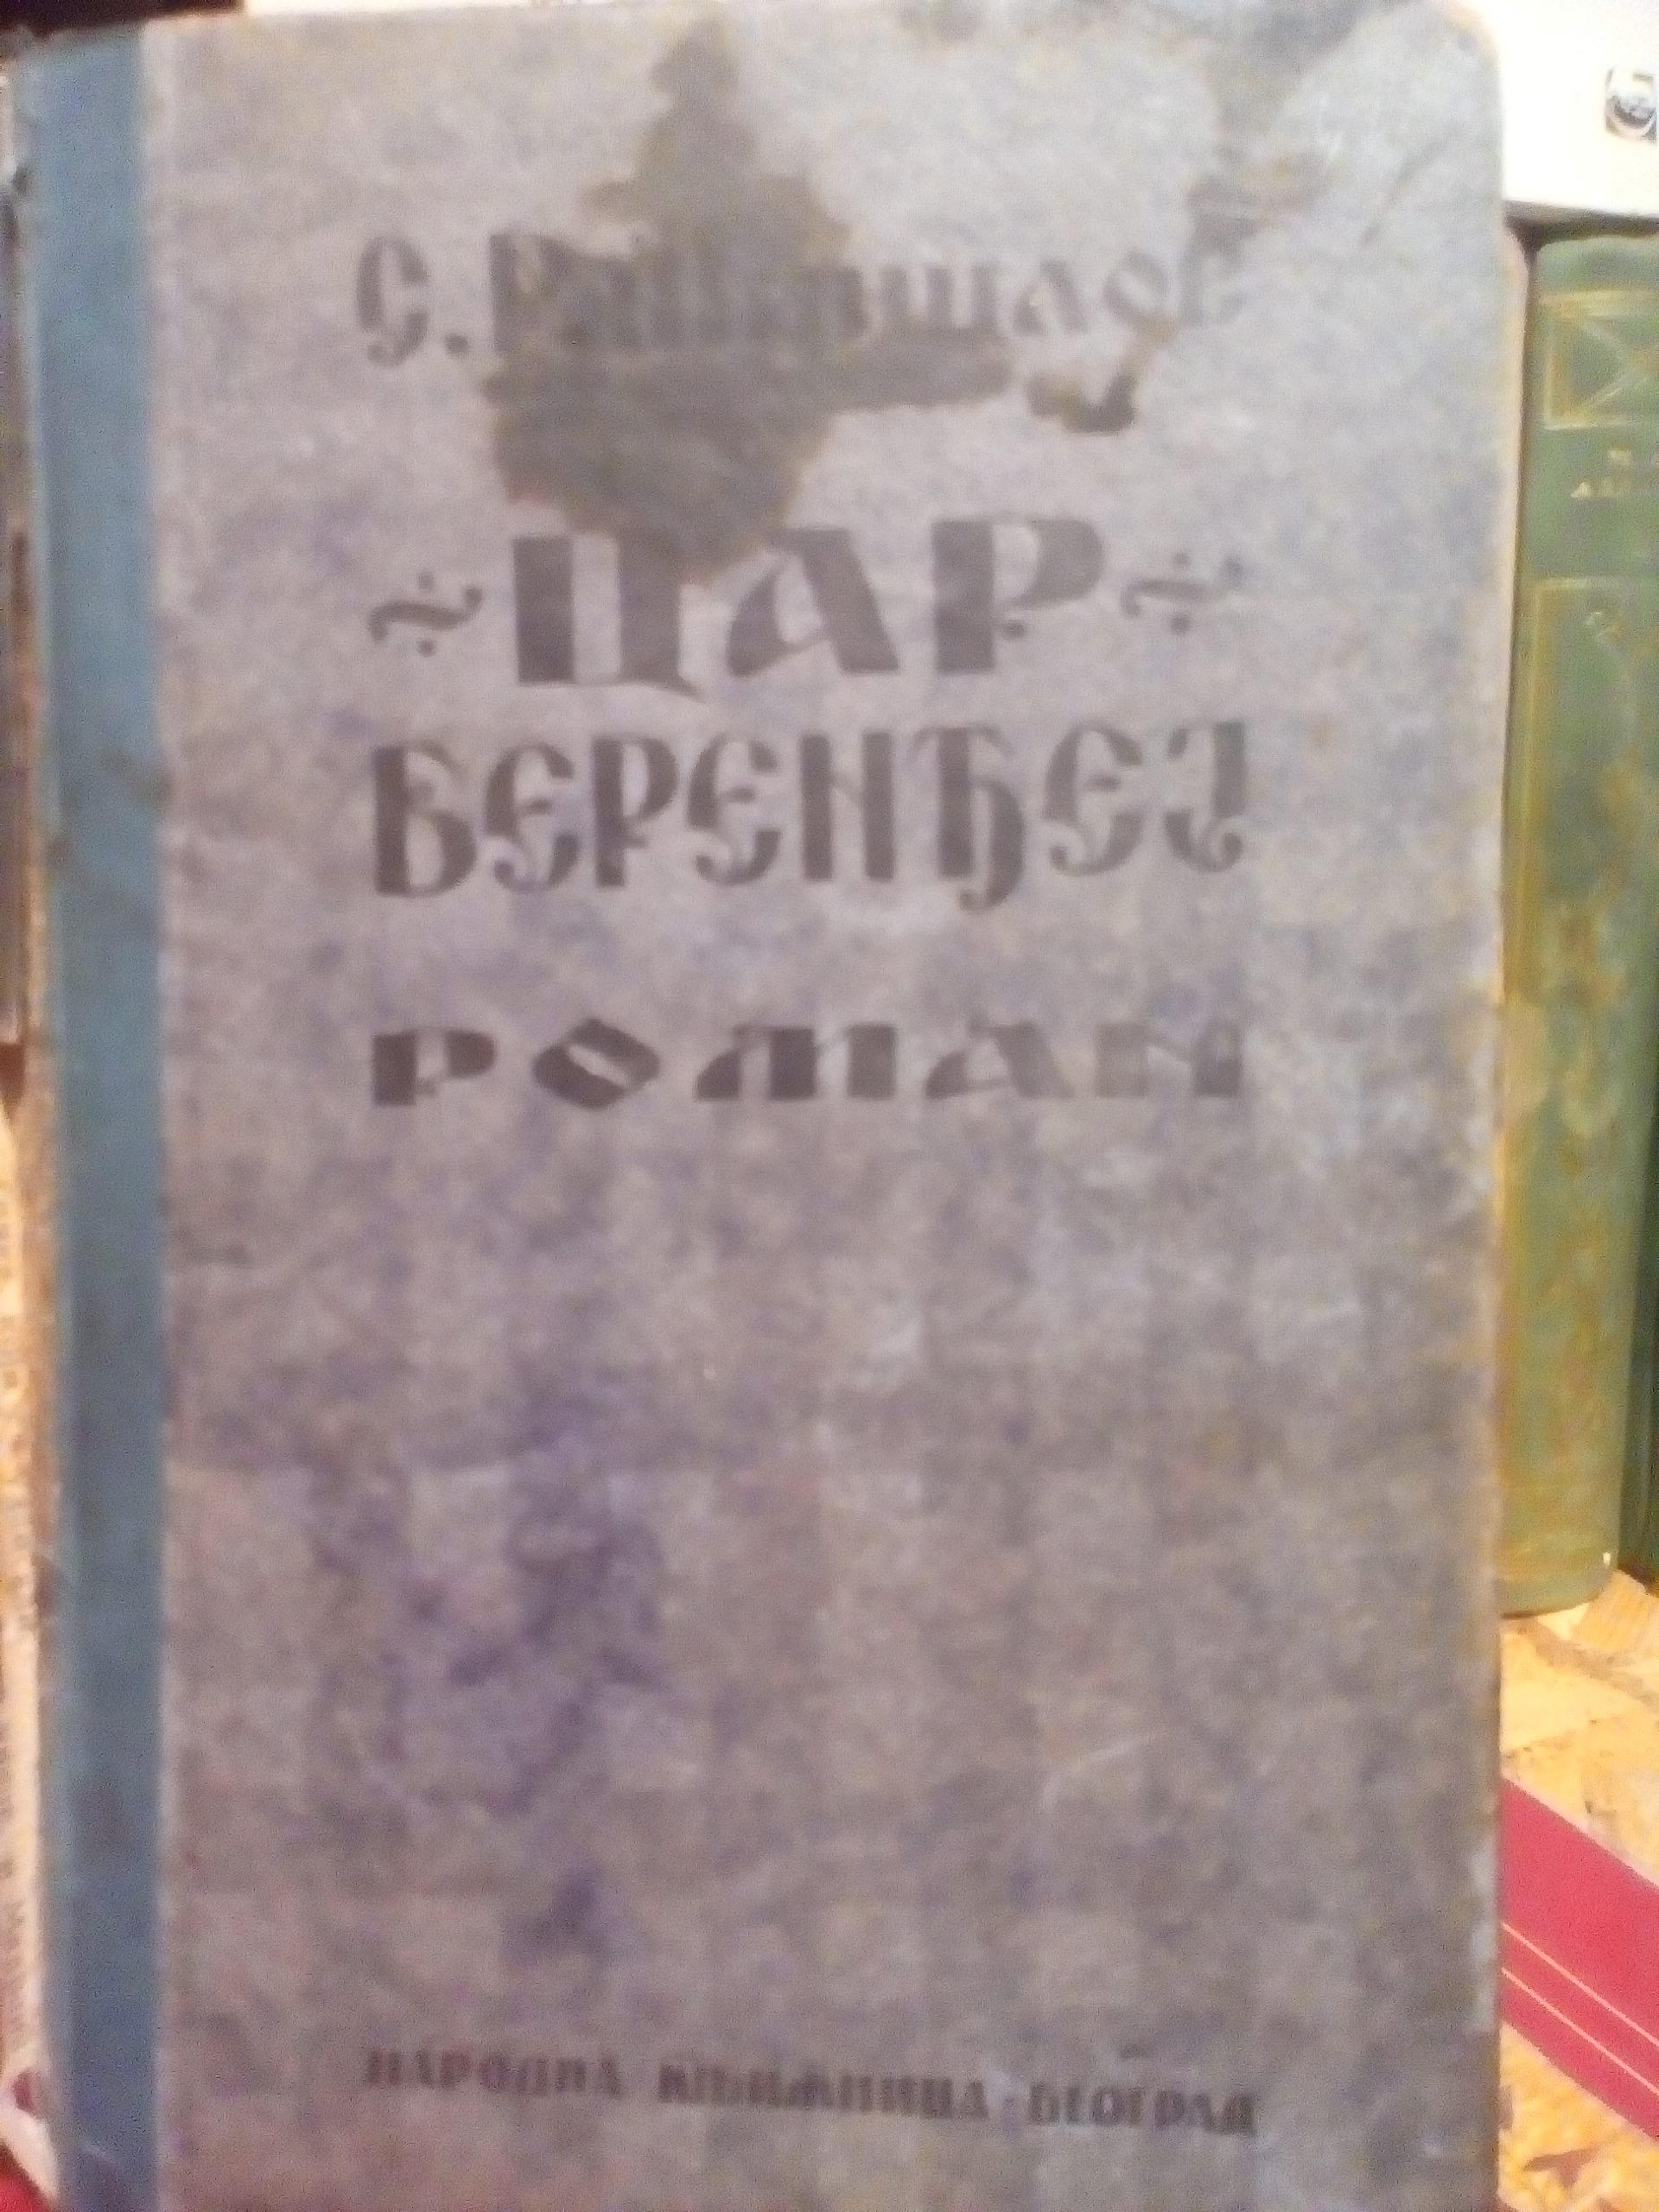 ЦАР
БЕРЕНЂЕЈ
РОМАН
НАРОДНА КЊИЖНИЦА · БЕОГРАД